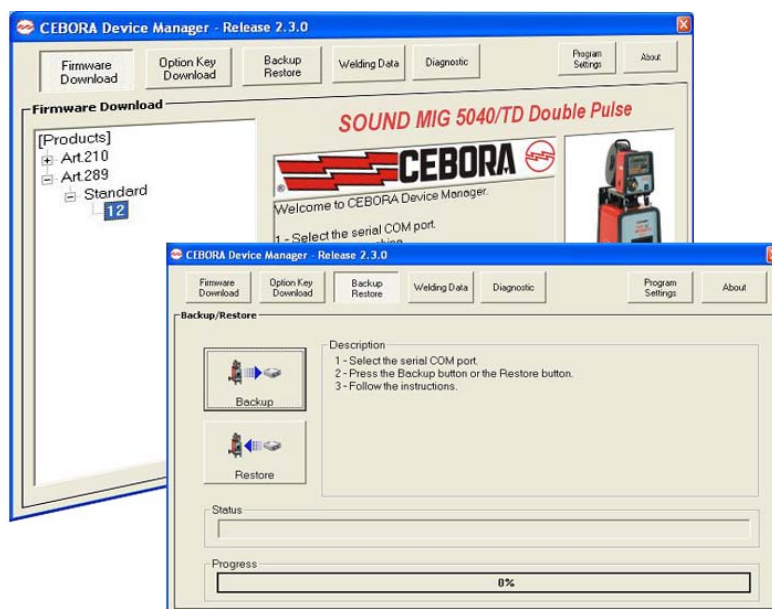 CEBORA Device Manager - Release 2.3.0
Firmware Download
Option Key Download
Backup Restore
Welding Data
Diagnostic
Program Settings
About
Firmware Download
SOUND MIG 5040/TD Double Pulse
[Products]
Art.210
Art.289
Standard
12
CEBORA
®
Welcome to CEBORA Device Manager.
1 - Select the serial COM port.
CEBORA Device Manager - Release 2.3.0
Firmware Download
Option Key Download
Backup Restore
Welding Data
Diagnostic
Program Settings
About
Backup/Restore
Backup
Restore
Description
1 - Select the serial COM port.
2 - Press the Backup button or the Restore button.
3 - Follow the instructions.
Status
Progress
0%